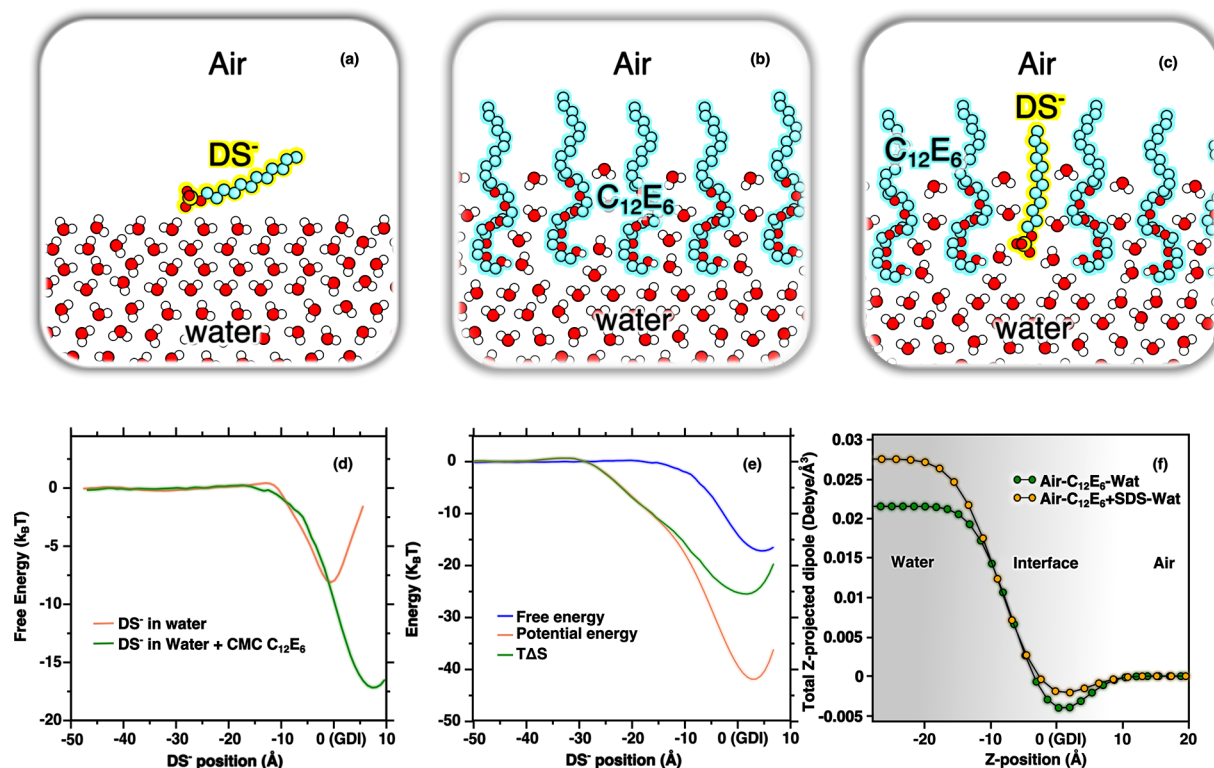 Air
(a)
DS-
water
Air
(b)
C12E6
water
Air
(c)
DS-
C12E6
water
(d)
Free Energy (kBT)
0
-5
-10
-15
-20
DS- in water
DS- in Water + CMC C12E6
-50
-40
-30
-20
-10
0 (GDI)
10
DS- position (Å)
(e)
Energy (KBT)
0
-10
-20
-30
-40
-50
Free energy
Potential energy
TΔS
-50
-40
-30
-20
-10
0 (GDI)
10
DS- position (Å)
(f)
Total Z-projected dipole (Debye/Å3)
0.03
0.025
0.02
0.015
0.01
0.005
0
-0.005
Air-C12E6-Wat
Air-C12E6+SDS-Wat
Water
Interface
Air
-20
-10
0 (GDI)
10
20
Z-position (Å)